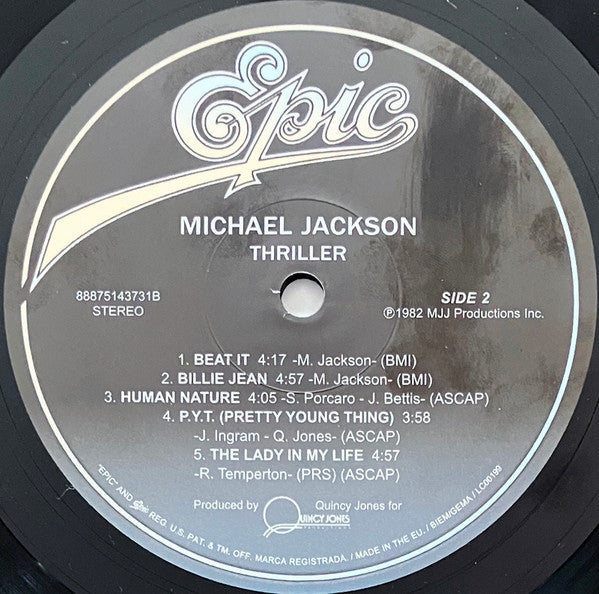 Epic
MICHAEL JACKSON
THRILLER
88875143731B
STEREO
SIDE 2
℗1982 MJJ Productions Inc.
1. BEAT IT 4:17 -M. Jackson- (BMI)
2. BILLIE JEAN 4:57 -M. Jackson- (BMI)
3. HUMAN NATURE 4:05 -S. Porcaro - J. Bettis- (ASCAP)
4. P.Y.T. (PRETTY YOUNG THING) 3:58
-J. Ingram - Q. Jones- (ASCAP)
5. THE LADY IN MY LIFE 4:57
-R. Temperton- (PRS) (ASCAP)
Produced by Quincy Jones for
QUINCY JONES
PRODUCTIONS
"EPIC" AND Epic REG. U.S. PAT. & TM. OFF. MARCA REGISTRADA. / MADE IN THE EU. / BIEM/GEMA / LC00199